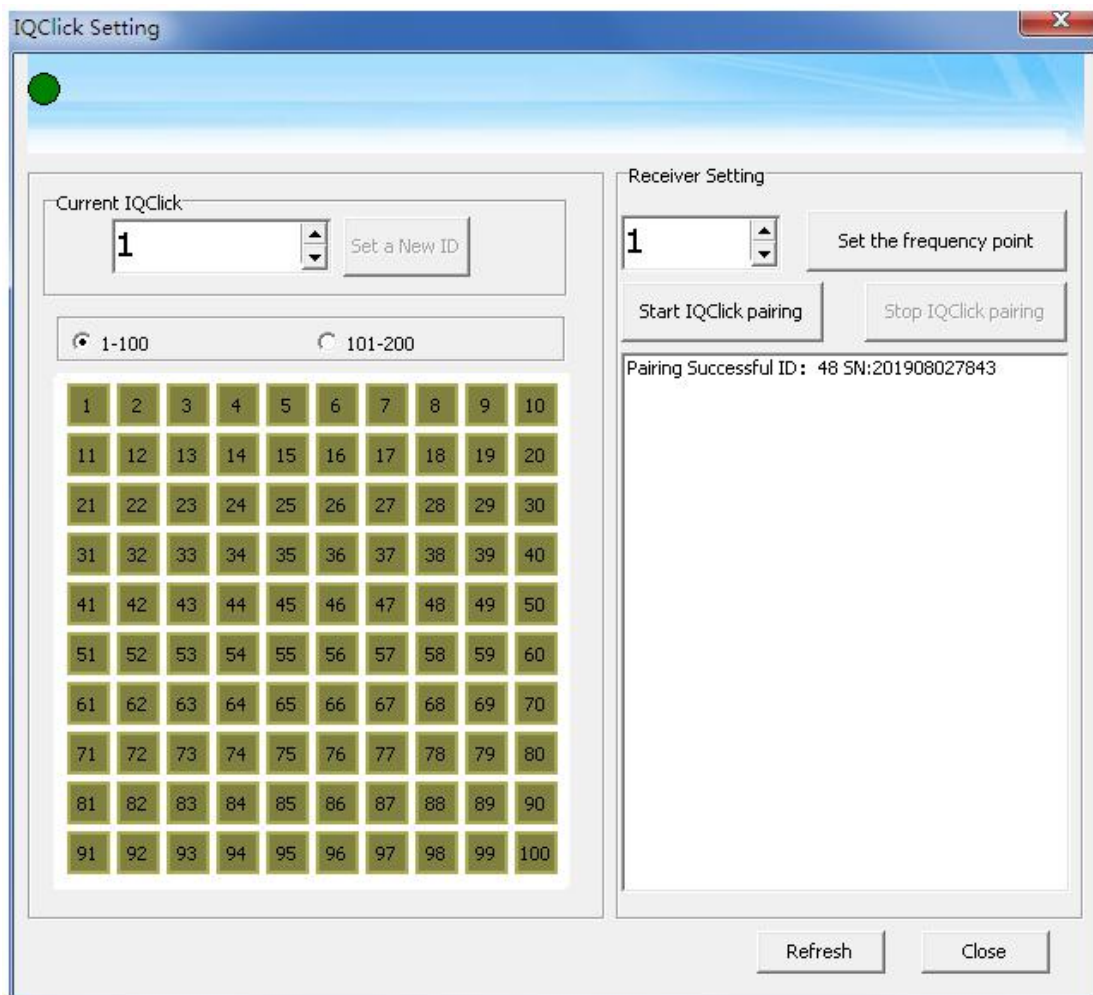 IQClick Setting
X
Receiver Setting
Current IQClick
1
Set a New ID
1
Set the frequency point
Start IQClick pairing
Stop IQClick pairing
1-100
101-200
Pairing Successful ID: 48 SN:201908027843
1 2 3 4 5 6 7 8 9 10
11 12 13 14 15 16 17 18 19 20
21 22 23 24 25 26 27 28 29 30
31 32 33 34 35 36 37 38 39 40
41 42 43 44 45 46 47 48 49 50
51 52 53 54 55 56 57 58 59 60
61 62 63 64 65 66 67 68 69 70
71 72 73 74 75 76 77 78 79 80
81 82 83 84 85 86 87 88 89 90
91 92 93 94 95 96 97 98 99 100
Refresh
Close